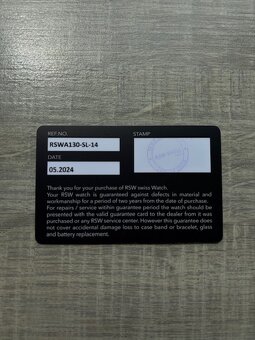 REF.NO.
STAMP
RSWA130-SL-14
DATE
05.2024
Thank you for your purchase of RSW swiss Watch.
Your RSW watch is guaranteed against defects in material and
workmanship for a period of two years from the date of purchase.
For repairs / service witihn guarantee period the watch should be
presented with the valid guarantee card to the dealer from it was
purchased or any RSW service center. However this guarantee does
not cover accidental damage loss to case band or bracelet, glass
and battery replacement.